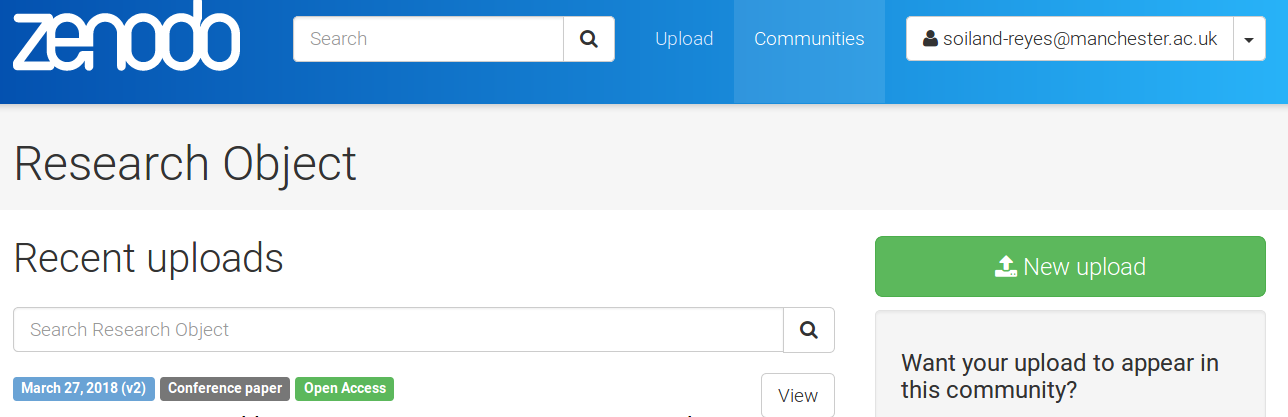 zenodo
Search
Upload
Communities
soiland-reyes@manchester.ac.uk
Research Object
Recent uploads
New upload
Search Research Object
Want your upload to appear in
this community?
March 27, 2018 (v2)
Conference paper
Open Access
View